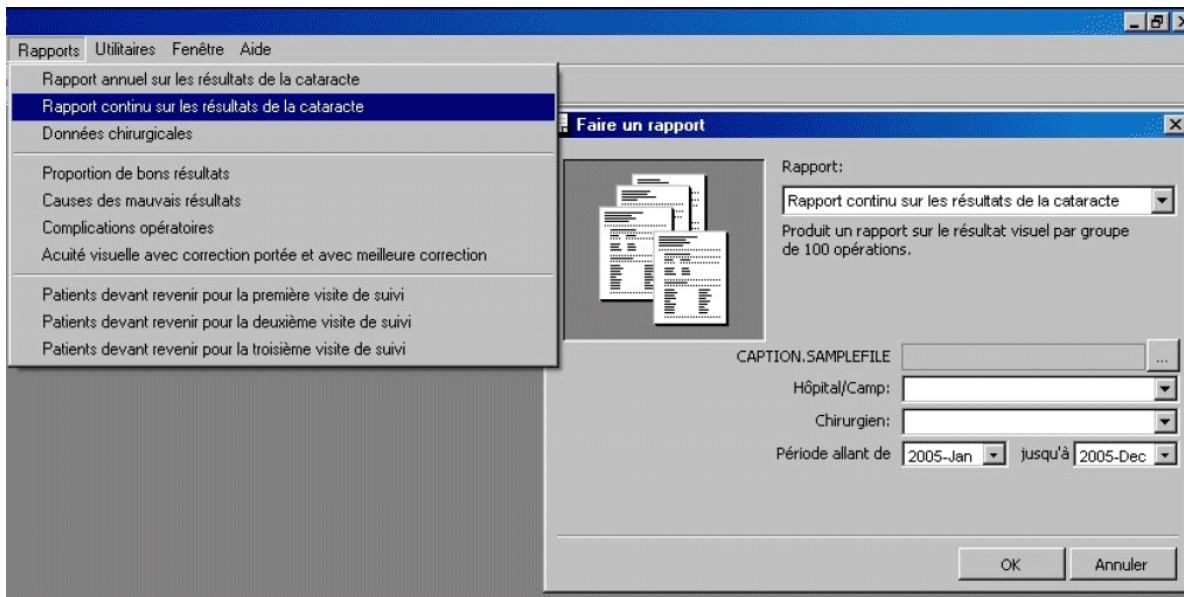 Rapports Utilitaires Fenêtre Aide
Rapport annuel sur les résultats de la cataracte
Rapport continu sur les résultats de la cataracte
Données chirurgicales
Proportion de bons résultats
Causes des mauvais résultats
Complications opératoires
Acuité visuelle avec correction portée et avec meilleure correction
Patients devant revenir pour la première visite de suivi
Patients devant revenir pour la deuxième visite de suivi
Patients devant revenir pour la troisième visite de suivi
Faire un rapport
Rapport:
Rapport continu sur les résultats de la cataracte
Produit un rapport sur le résultat visuel par groupe
de 100 opérations.
CAPTION.SAMPLEFILE ...
Hôpital/Camp:
Chirurgien:
Période allant de 2005-Jan jusqu'à 2005-Dec
OK Annuler